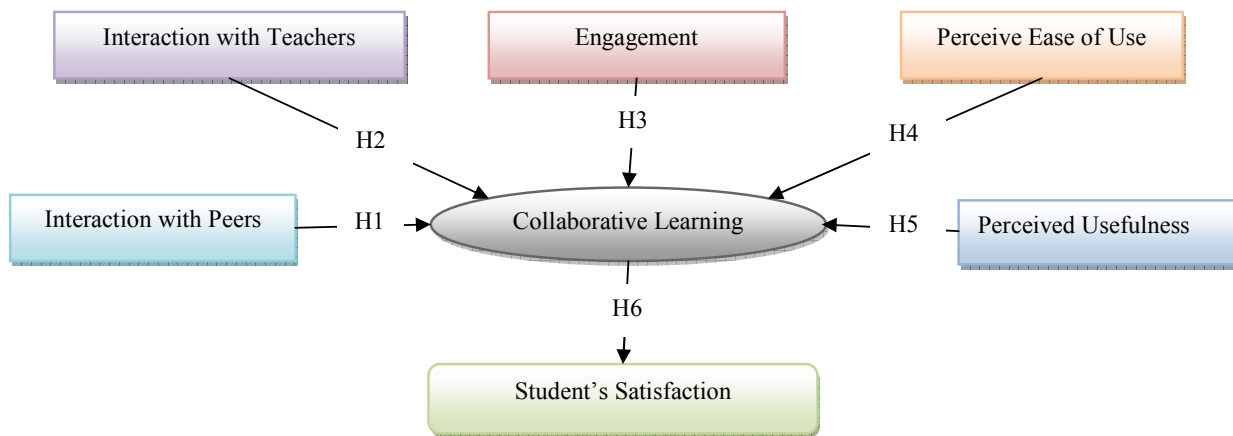 Interaction with Teachers
Engagement
Perceive Ease of Use
H2
H3
H4
Interaction with Peers
H1
Collaborative Learning
H5
Perceived Usefulness
H6
Student’s Satisfaction